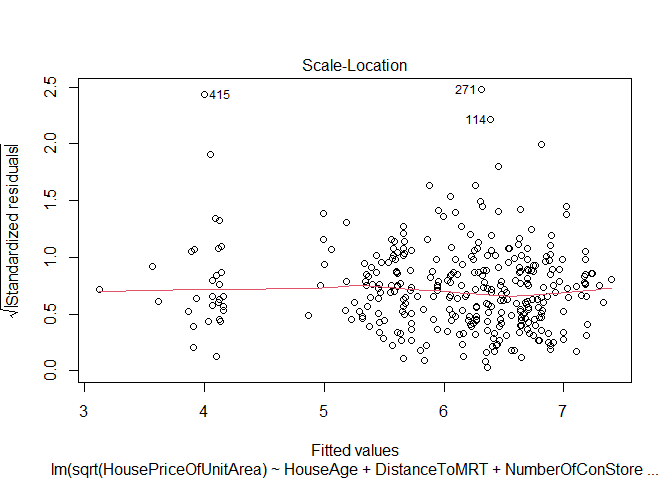 Scale-Location
√|Standardized residuals|
2.5
2.0
1.5
1.0
0.5
0.0
415
271
114
3 4 5 6 7
Fitted values
lm(sqrt(HousePriceOfUnitArea) ~ HouseAge + DistanceToMRT + NumberOfConStore ...